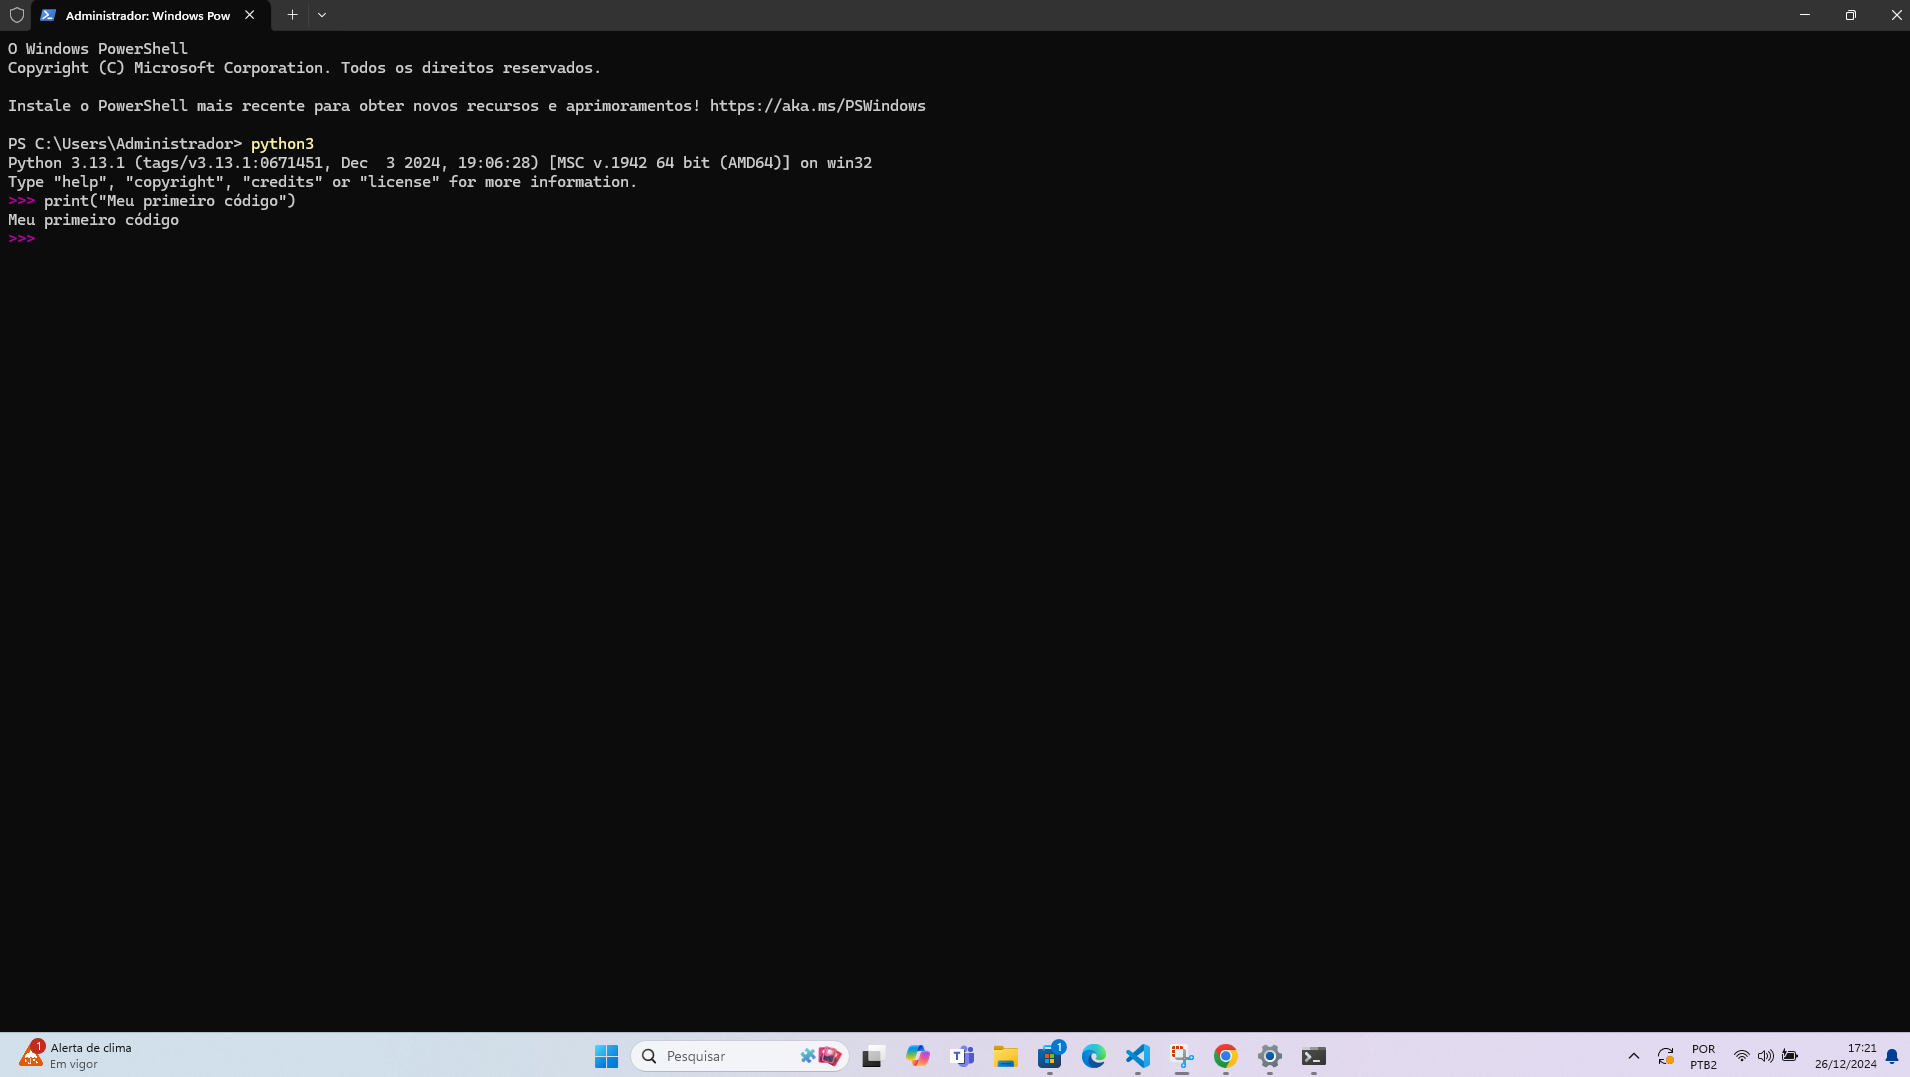 Administrador: Windows Pow
O Windows PowerShell
Copyright (C) Microsoft Corporation. Todos os direitos reservados.
Instale o PowerShell mais recente para obter novos recursos e aprimoramentos! https://aka.ms/PSWindows
PS C:\Users\Administrador> python3
Python 3.13.1 (tags/v3.13.1:0671451, Dec  3 2024, 19:06:28) [MSC v.1942 64 bit (AMD64)] on win32
Type "help", "copyright", "credits" or "license" for more information.
>>> print("Meu primeiro código")
Meu primeiro código
>>>
1
Alerta de clima
Em vigor
Pesquisar
1
POR
PTB2
17:21
26/12/2024